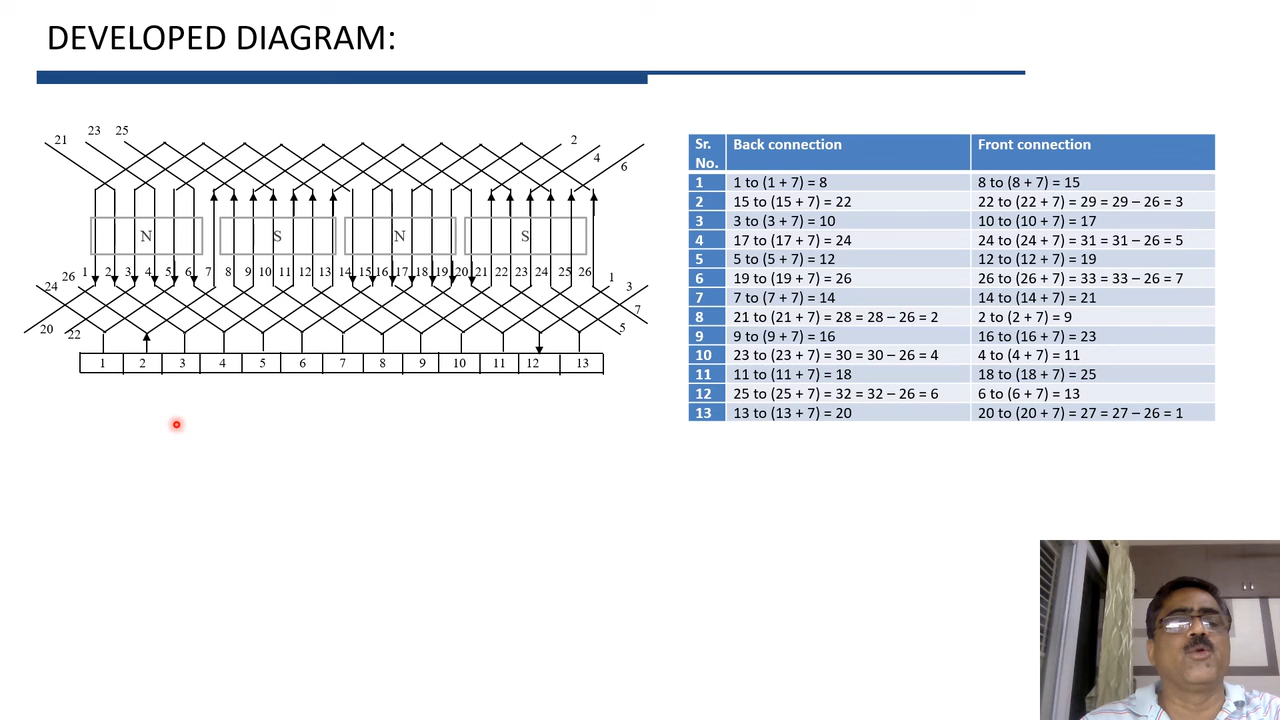 DEVELOPED DIAGRAM:
21 23 25 2 4 6
N S N S
1 2 3 4 5 6 7 8 9 10 11 12 13 14 15 16 17 18 19 20 21 22 23 24 25 26
24 26 1 3
20 22 5 7
1 2 3 4 5 6 7 8 9 10 11 12 13
Sr. No. Back connection Front connection
1 1 to (1 + 7) = 8 8 to (8 + 7) = 15
2 15 to (15 + 7) = 22 22 to (22 + 7) = 29 = 29 – 26 = 3
3 3 to (3 + 7) = 10 10 to (10 + 7) = 17
4 17 to (17 + 7) = 24 24 to (24 + 7) = 31 = 31 – 26 = 5
5 5 to (5 + 7) = 12 12 to (12 + 7) = 19
6 19 to (19 + 7) = 26 26 to (26 + 7) = 33 = 33 – 26 = 7
7 7 to (7 + 7) = 14 14 to (14 + 7) = 21
8 21 to (21 + 7) = 28 = 28 – 26 = 2 2 to (2 + 7) = 9
9 9 to (9 + 7) = 16 16 to (16 + 7) = 23
10 23 to (23 + 7) = 30 = 30 – 26 = 4 4 to (4 + 7) = 11
11 11 to (11 + 7) = 18 18 to (18 + 7) = 25
12 25 to (25 + 7) = 32 = 32 – 26 = 6 6 to (6 + 7) = 13
13 13 to (13 + 7) = 20 20 to (20 + 7) = 27 = 27 – 26 = 1